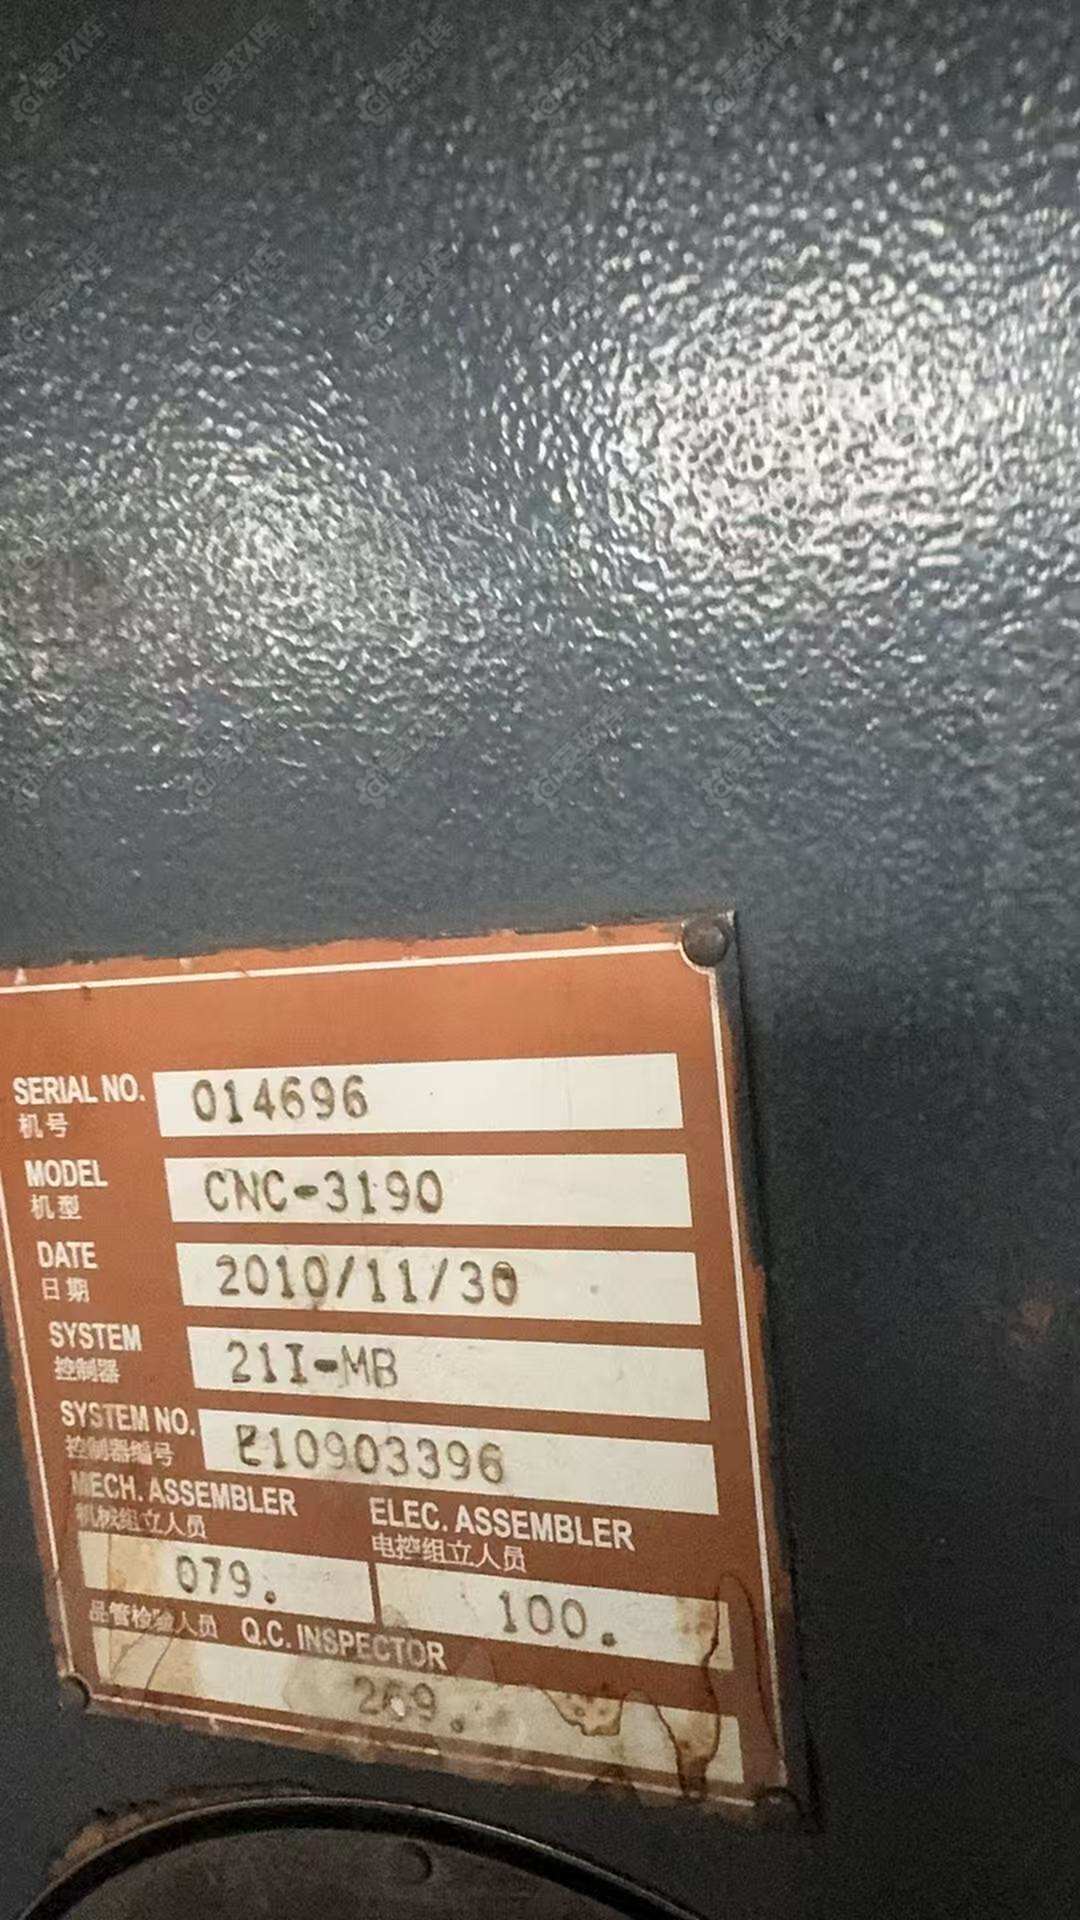 SERIAL NO. 014696
机号
MODEL CNC-3190
机型
DATE 2010/11/30
日期
SYSTEM 21I-MB
控制器
SYSTEM NO. E10903396
控制器编号
MECH. ASSEMBLER ELEC. ASSEMBLER
机械组立人员 电控组立人员
079. 100.
品管检验人员 Q.C. INSPECTOR
269.